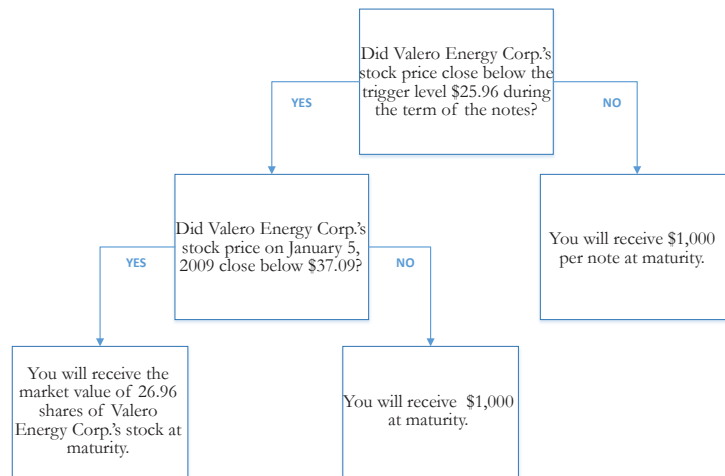 Did Valero Energy Corp.'s
stock price close below the
trigger level $25.96 during
the term of the notes?
YES
NO
Did Valero Energy Corp.'s
stock price on January 5,
2009 close below $37.09?
You will receive $1,000
per note at maturity.
YES
NO
You will receive the
market value of 26.96
shares of Valero
Energy Corp.'s stock at
maturity.
You will receive $1,000
at maturity.